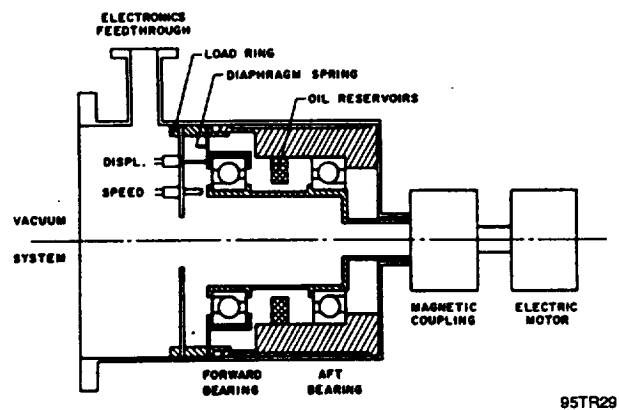 ELECTRONICS
FEEDTHROUGH
LOAD RING
DIAPHRAGM SPRING
OIL RESERVOIRS
DISPL.
SPEED
VACUUM
SYSTEM
MAGNETIC
COUPLING
ELECTRIC
MOTOR
FORWARD
BEARING
AFT
BEARING
95TR29